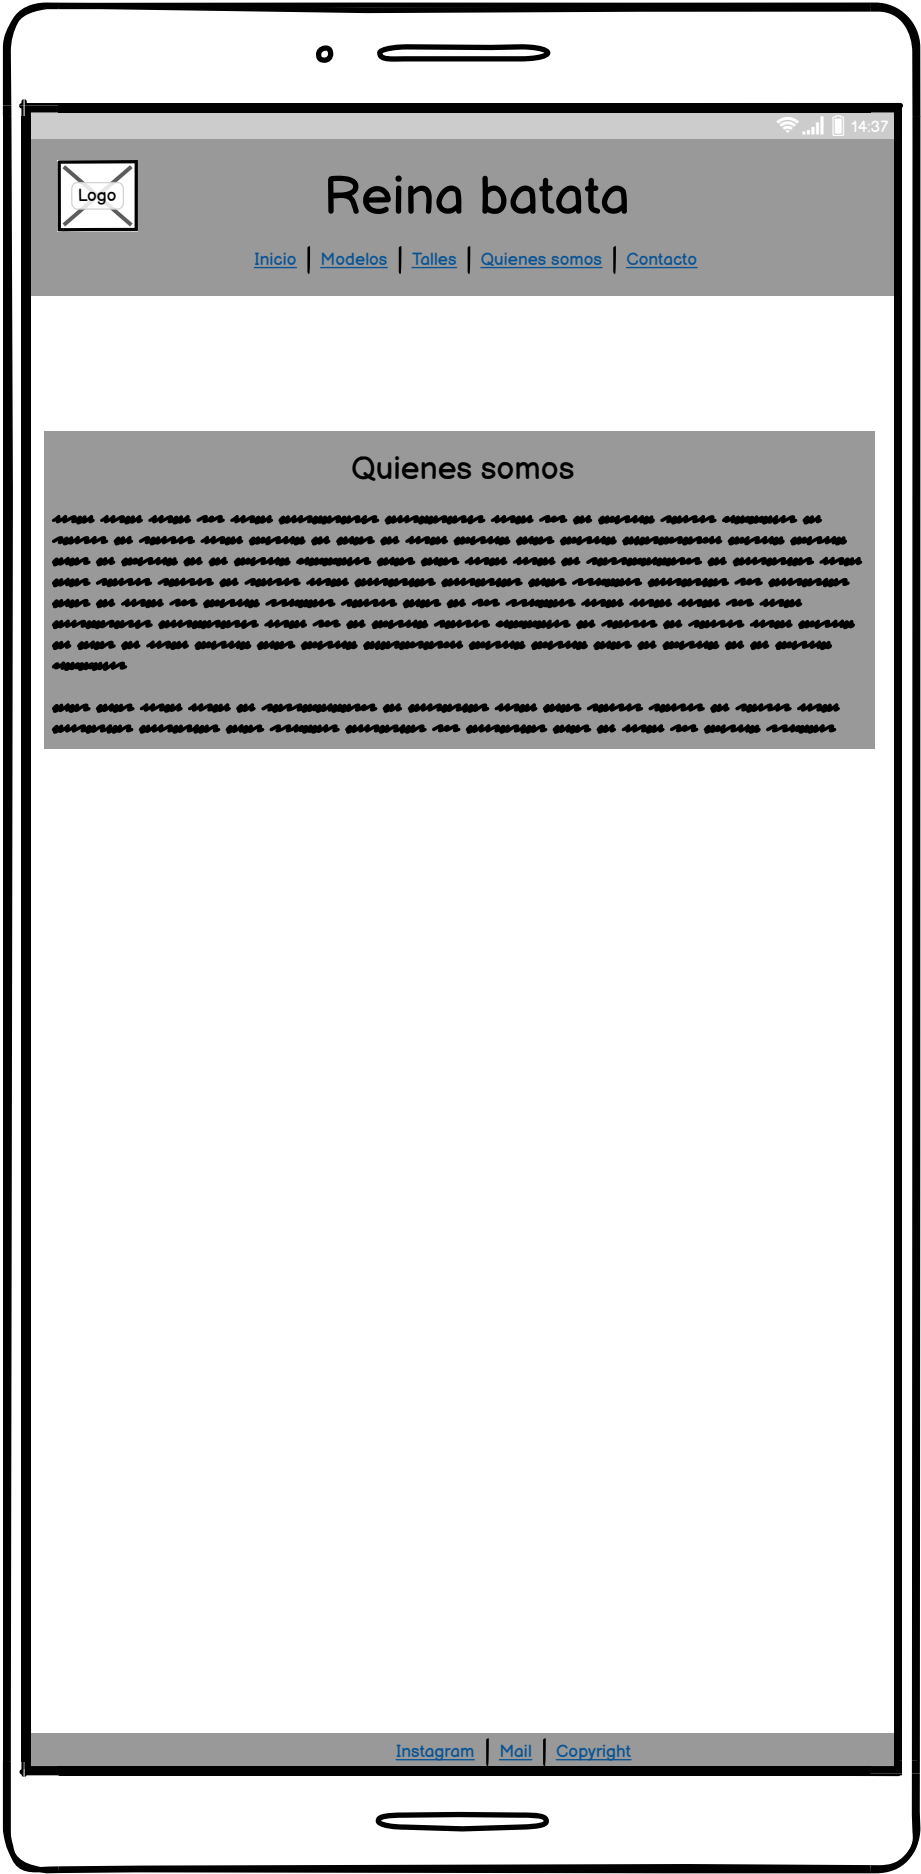 14:37
Logo
Reina batata
Inicio | Modelos | Talles | Quienes somos | Contacto
Quienes somos
Instagram | Mail | Copyright